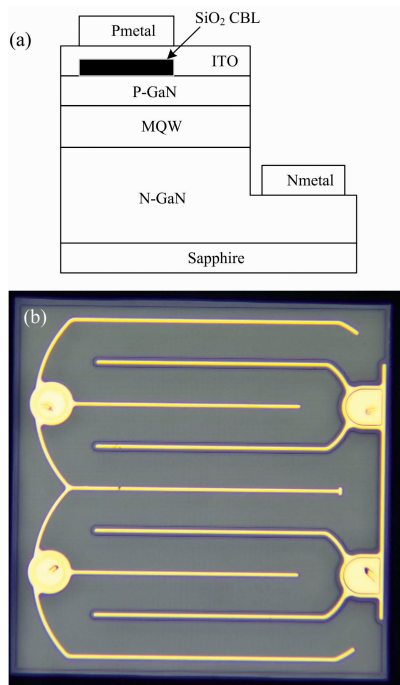 SiO₂ CBL
(a)
Pmetal
ITO
P-GaN
MQW
Nmetal
N-GaN
Sapphire
(b)